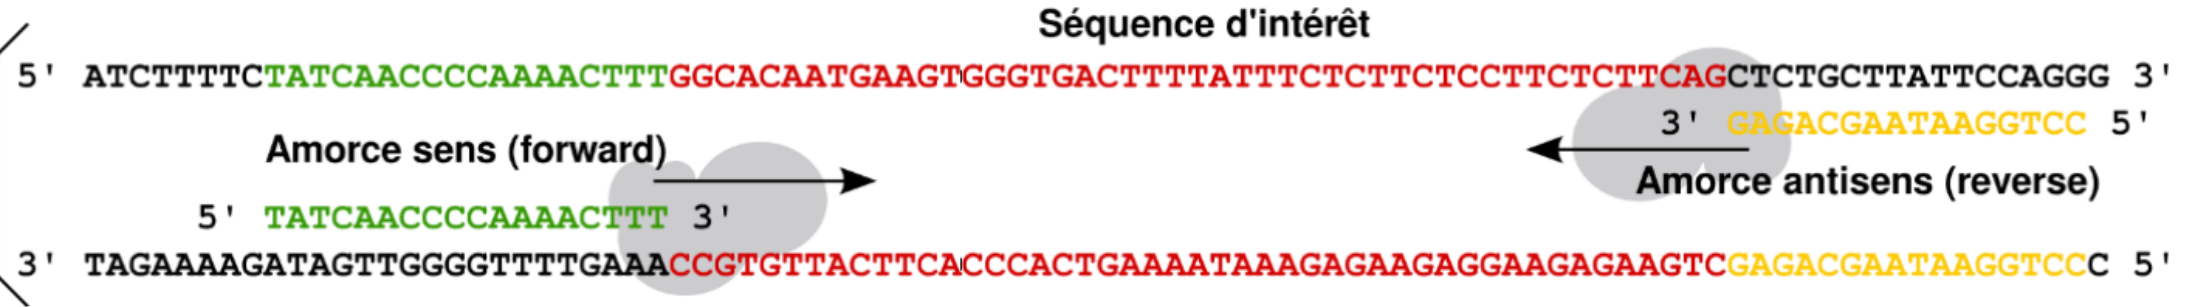 Séquence d'intérêt
5' ATCTTTTCTATCAACCCCAAAACTTTGGCACAATGAAGTGGGTGACTTTTATTTCTCTTCTCCTTCTCTTCAGCTCTGCTTATTCCAGGG 3'
3' GAGACGAATAAGGTCC 5'
Amorce sens (forward)
Amorce antisens (reverse)
5' TATCAACCCCAAAACTTT 3'
3' TAGAAAAGATAGTTGGGGTTTTGAAACCGTGTTACTTCACCCACTGAAAATAAAGAGAAGAGGAAGAGAAGTCGAGACGAATAAGGTCCC 5'